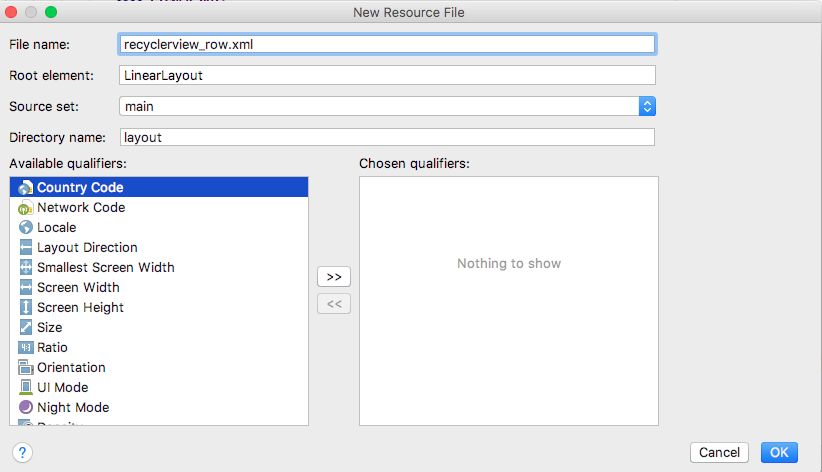 New Resource File
File name: recyclerview_row.xml
Root element: LinearLayout
Source set: main
Directory name: layout
Available qualifiers: Chosen qualifiers:
Country Code
Network Code
Locale
Layout Direction
Smallest Screen Width
Screen Width
Screen Height
Size
Ratio
Orientation
UI Mode
Night Mode
>>
<<
Nothing to show
?
Cancel
OK